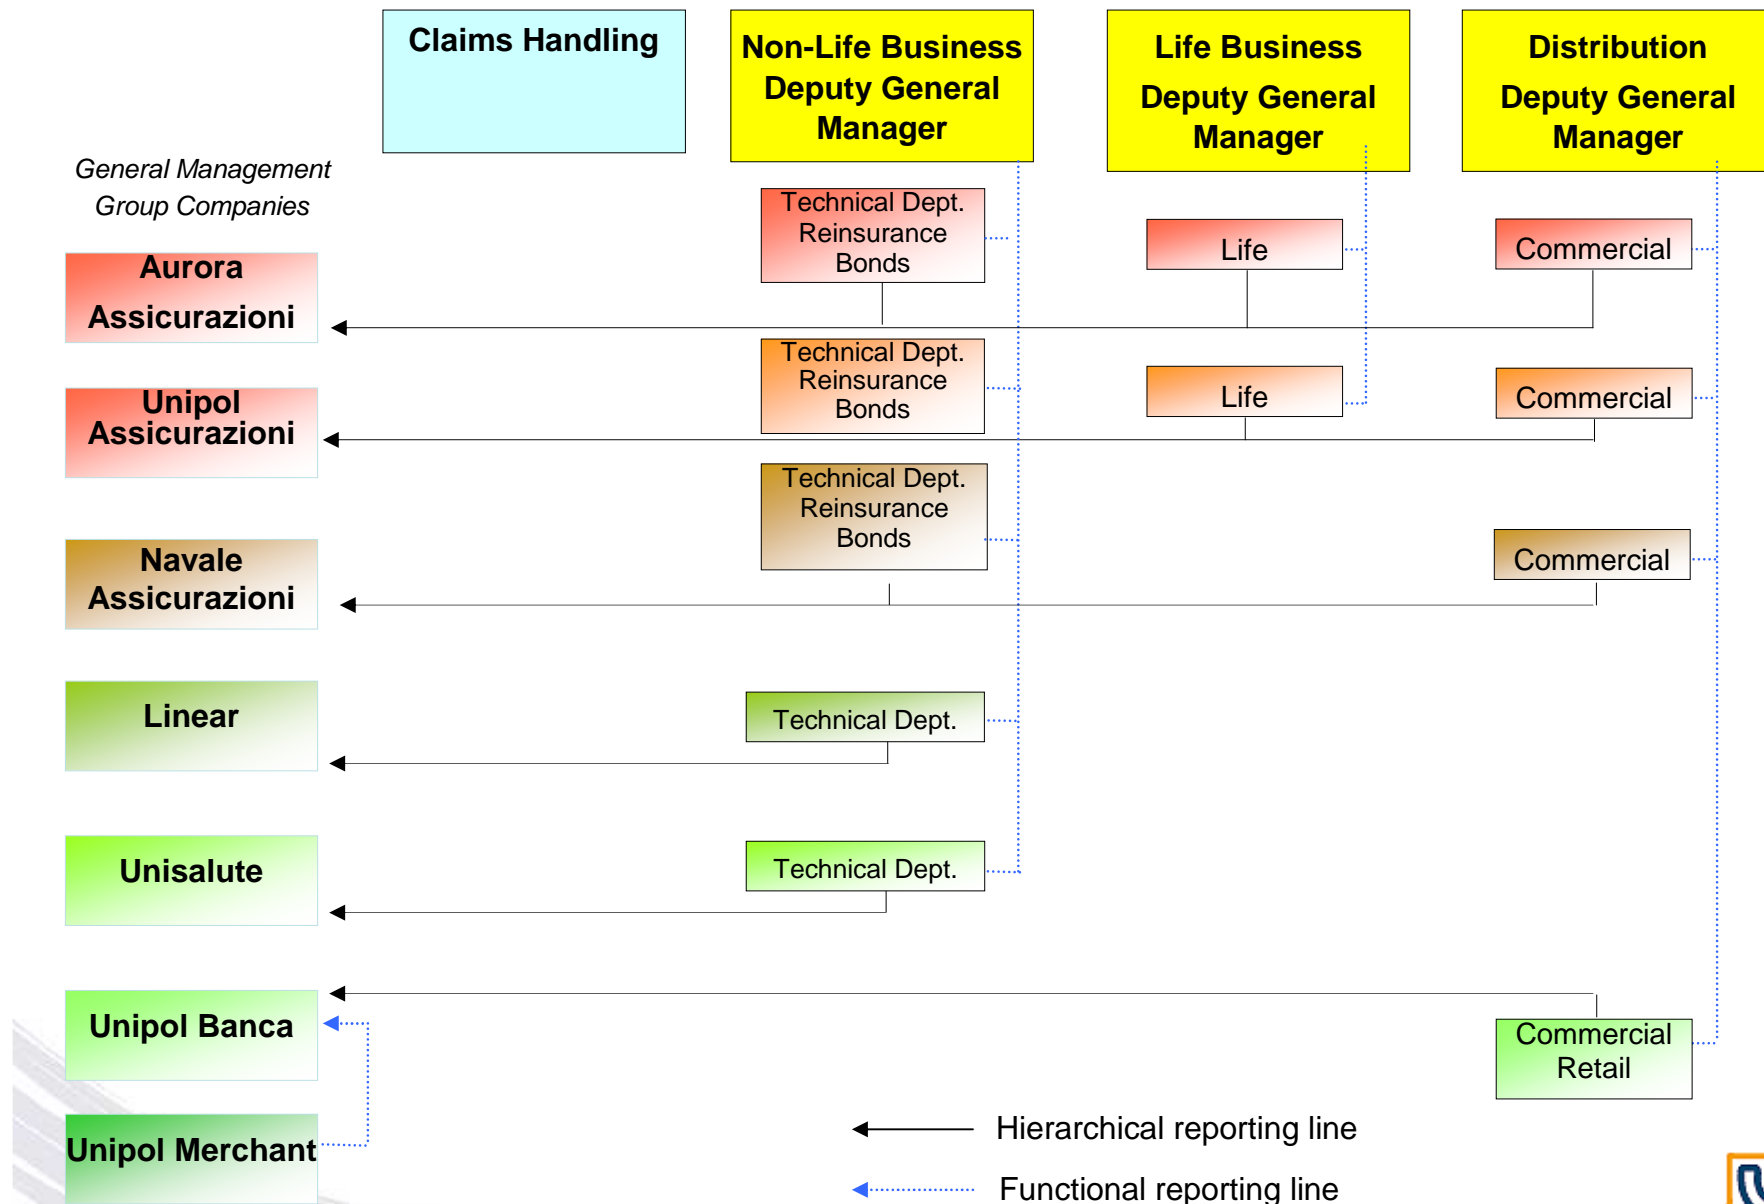 Claims Handling
Non-Life Business
Deputy General
Manager
Life Business
Deputy General
Manager
Distribution
Deputy General
Manager
General Management
Group Companies
Technical Dept.
Reinsurance
Bonds
Life
Commercial
Aurora
Assicurazioni
Technical Dept.
Reinsurance
Bonds
Life
Commercial
Unipol
Assicurazioni
Technical Dept.
Reinsurance
Bonds
Commercial
Navale
Assicurazioni
Linear
Technical Dept.
Unisalute
Technical Dept.
Unipol Banca
Commercial
Retail
Unipol Merchant
Hierarchical reporting line
Functional reporting line